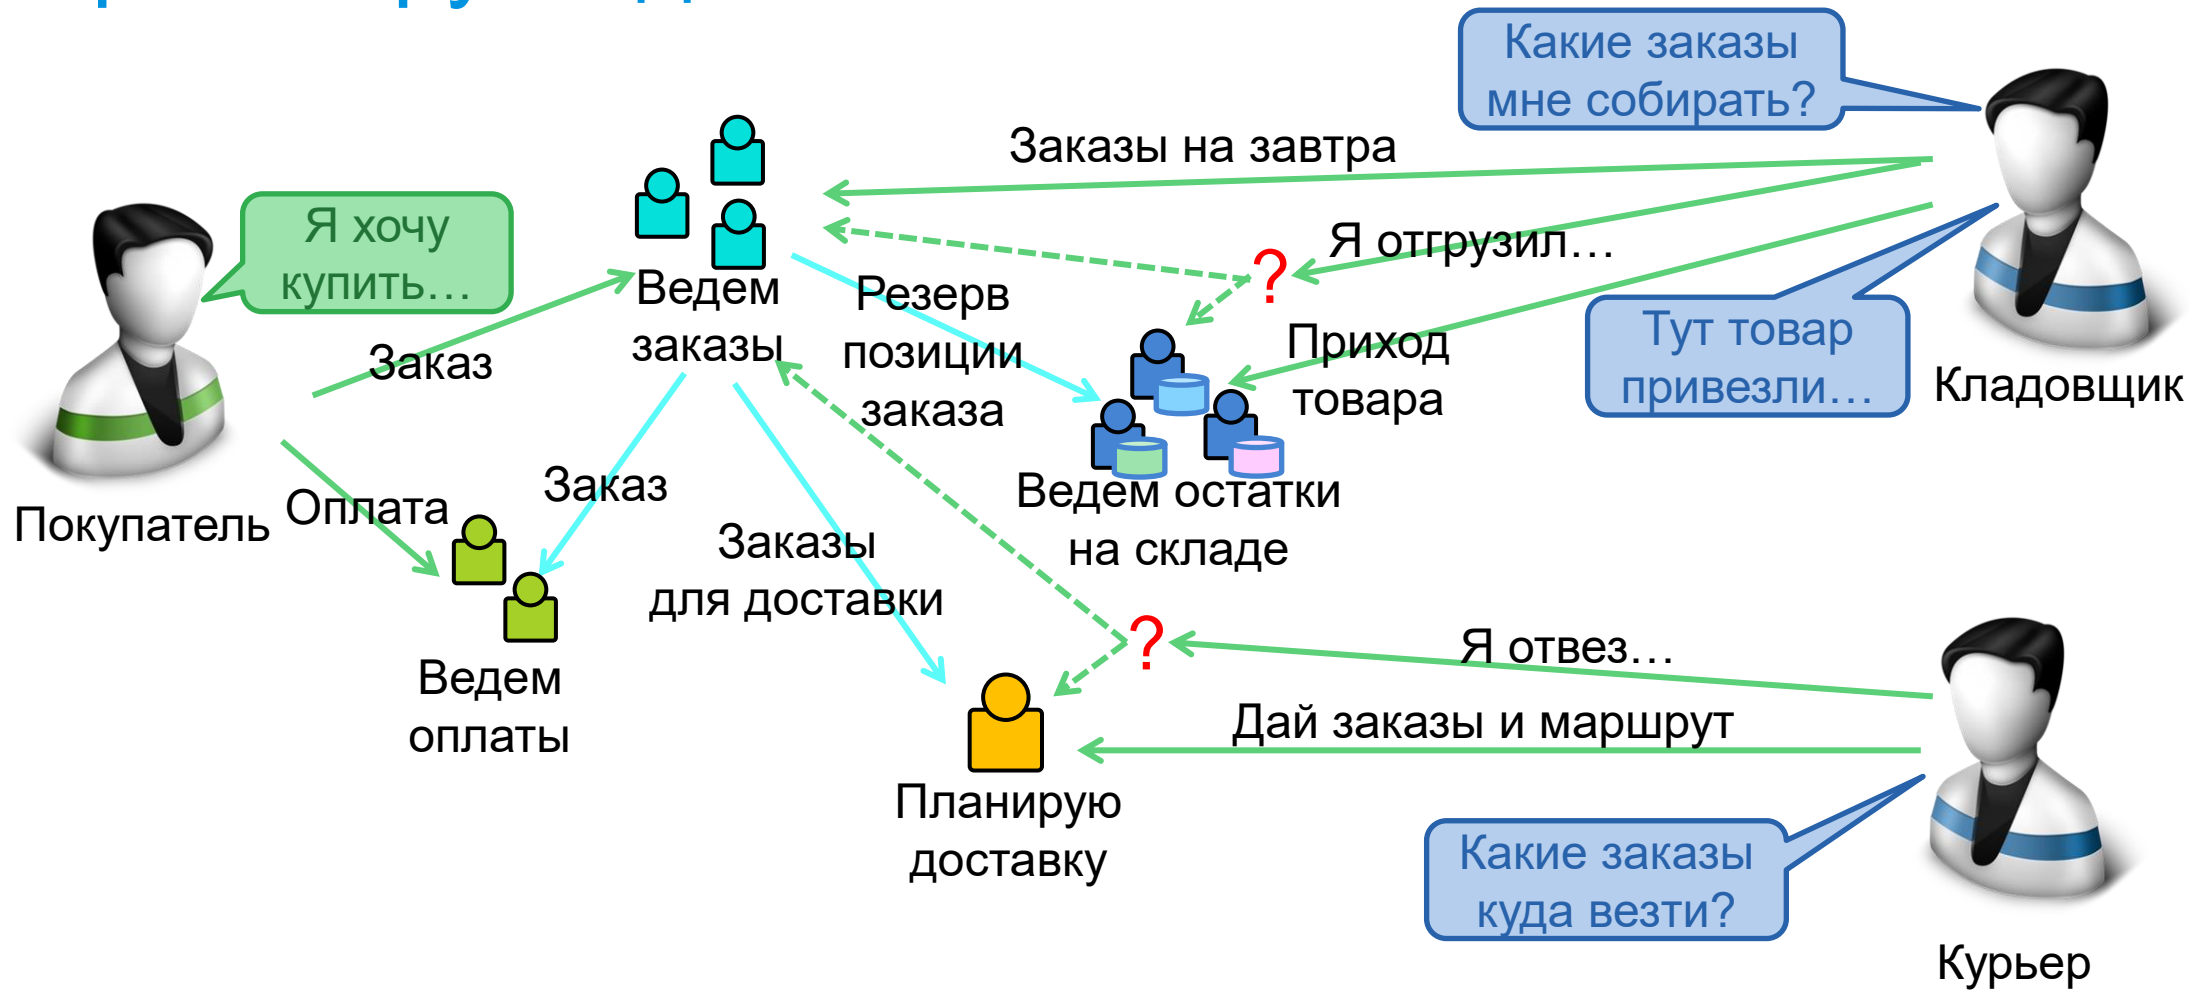 Какие заказы
мне собирать?
Заказы на завтра
Я хочу
купить…
Я отгрузил…
?
Ведем
заказы
Резерв
позиции
заказа
Заказ
Приход
товара
Тут товар
привезли…
Кладовщик
Покупатель
Оплата
Заказ
Ведем остатки
на складе
Заказы
для доставки
?
Я отвез…
Ведем
оплаты
Дай заказы и маршрут
Планирую
доставку
Какие заказы
куда везти?
Курьер